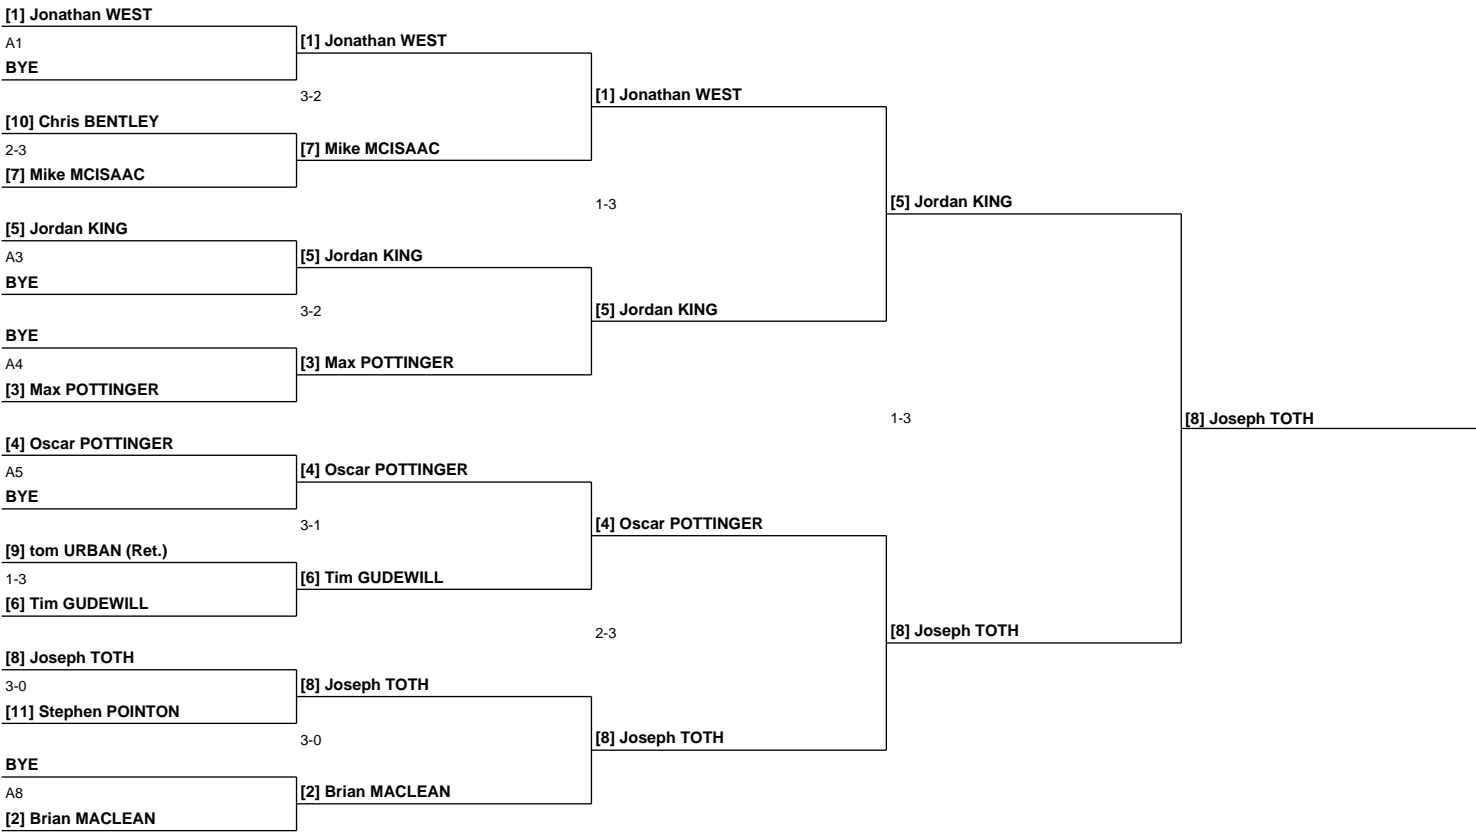 [1] Jonathan WEST
A1
BYE
[10] Chris BENTLEY
2-3
[7] Mike MCISAAC
[5] Jordan KING
A3
BYE
BYE
A4
[3] Max POTTINGER
[4] Oscar POTTINGER
A5
BYE
[9] tom URBAN (Ret.)
1-3
[6] Tim GUDEWILL
[8] Joseph TOTH
3-0
[11] Stephen POINTON
BYE
A8
[2] Brian MACLEAN
[1] Jonathan WEST
3-2
[7] Mike MCISAAC
[5] Jordan KING
3-2
[3] Max POTTINGER
[4] Oscar POTTINGER
3-1
[6] Tim GUDEWILL
[8] Joseph TOTH
3-0
[2] Brian MACLEAN
[1] Jonathan WEST
1-3
[5] Jordan KING
[4] Oscar POTTINGER
2-3
[8] Joseph TOTH
[5] Jordan KING
1-3
[8] Joseph TOTH
[8] Joseph TOTH